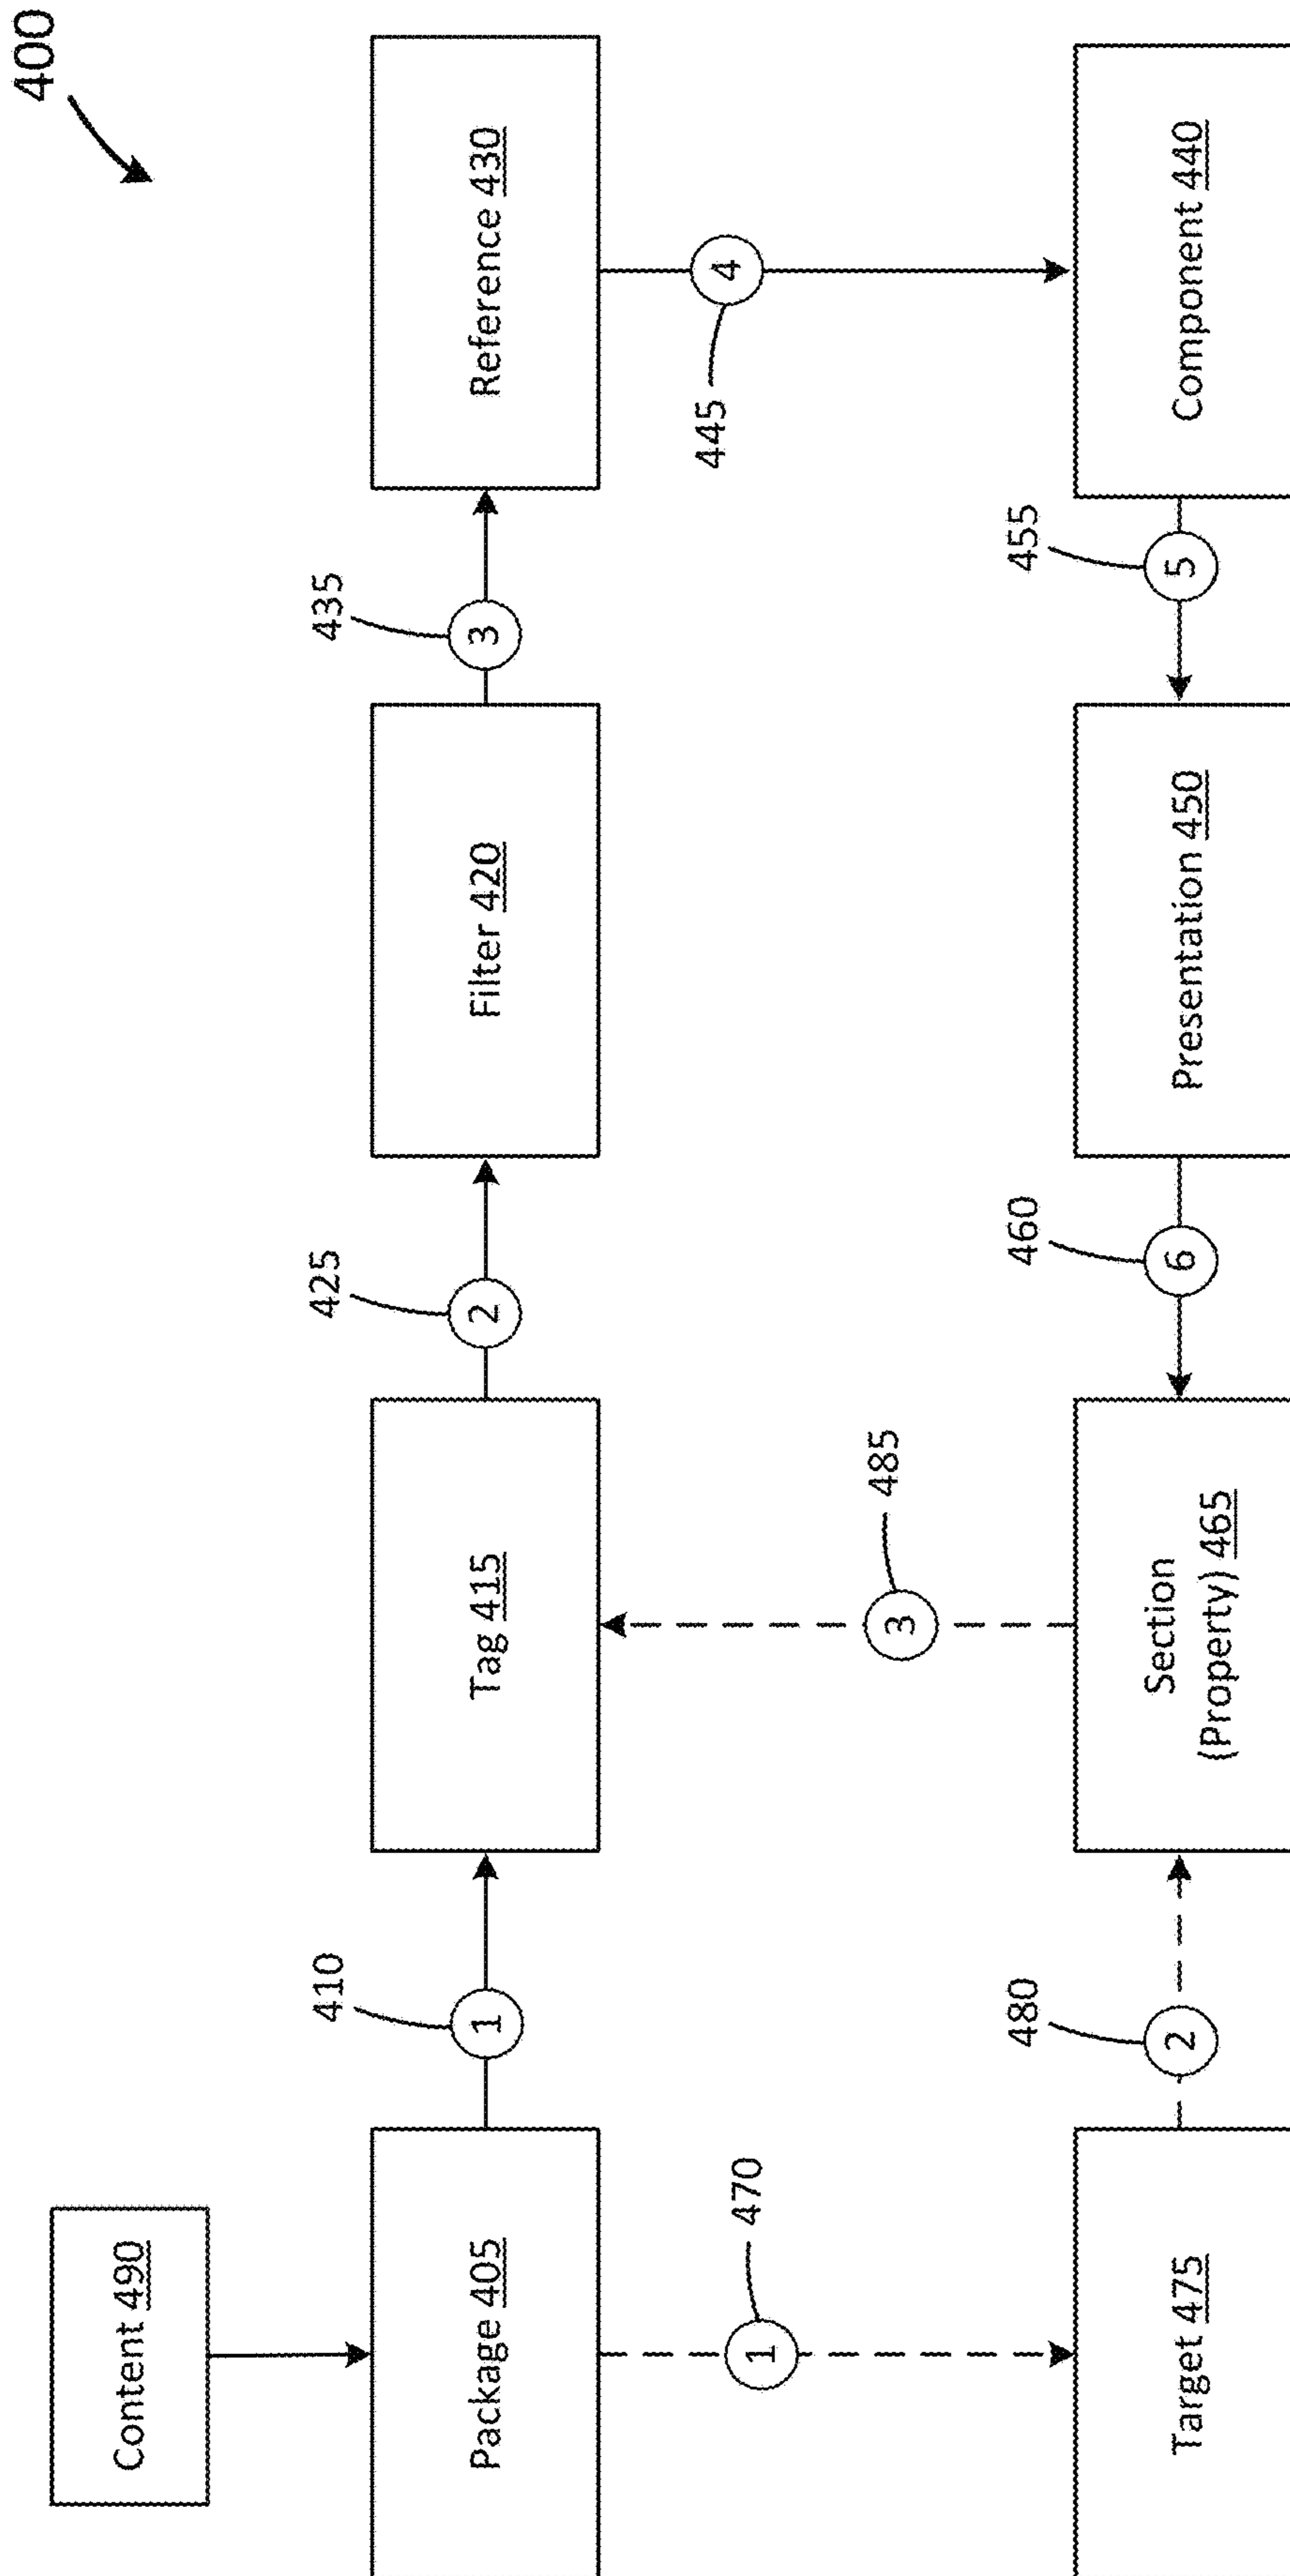 400
Content 490
Package 405
410
1
Tag 415
425
2
Filter 420
435
3
Reference 430
470
1
485
3
445
4
Target 475
480
2
Section
(Property) 465
460
6
Presentation 450
455
5
Component 440